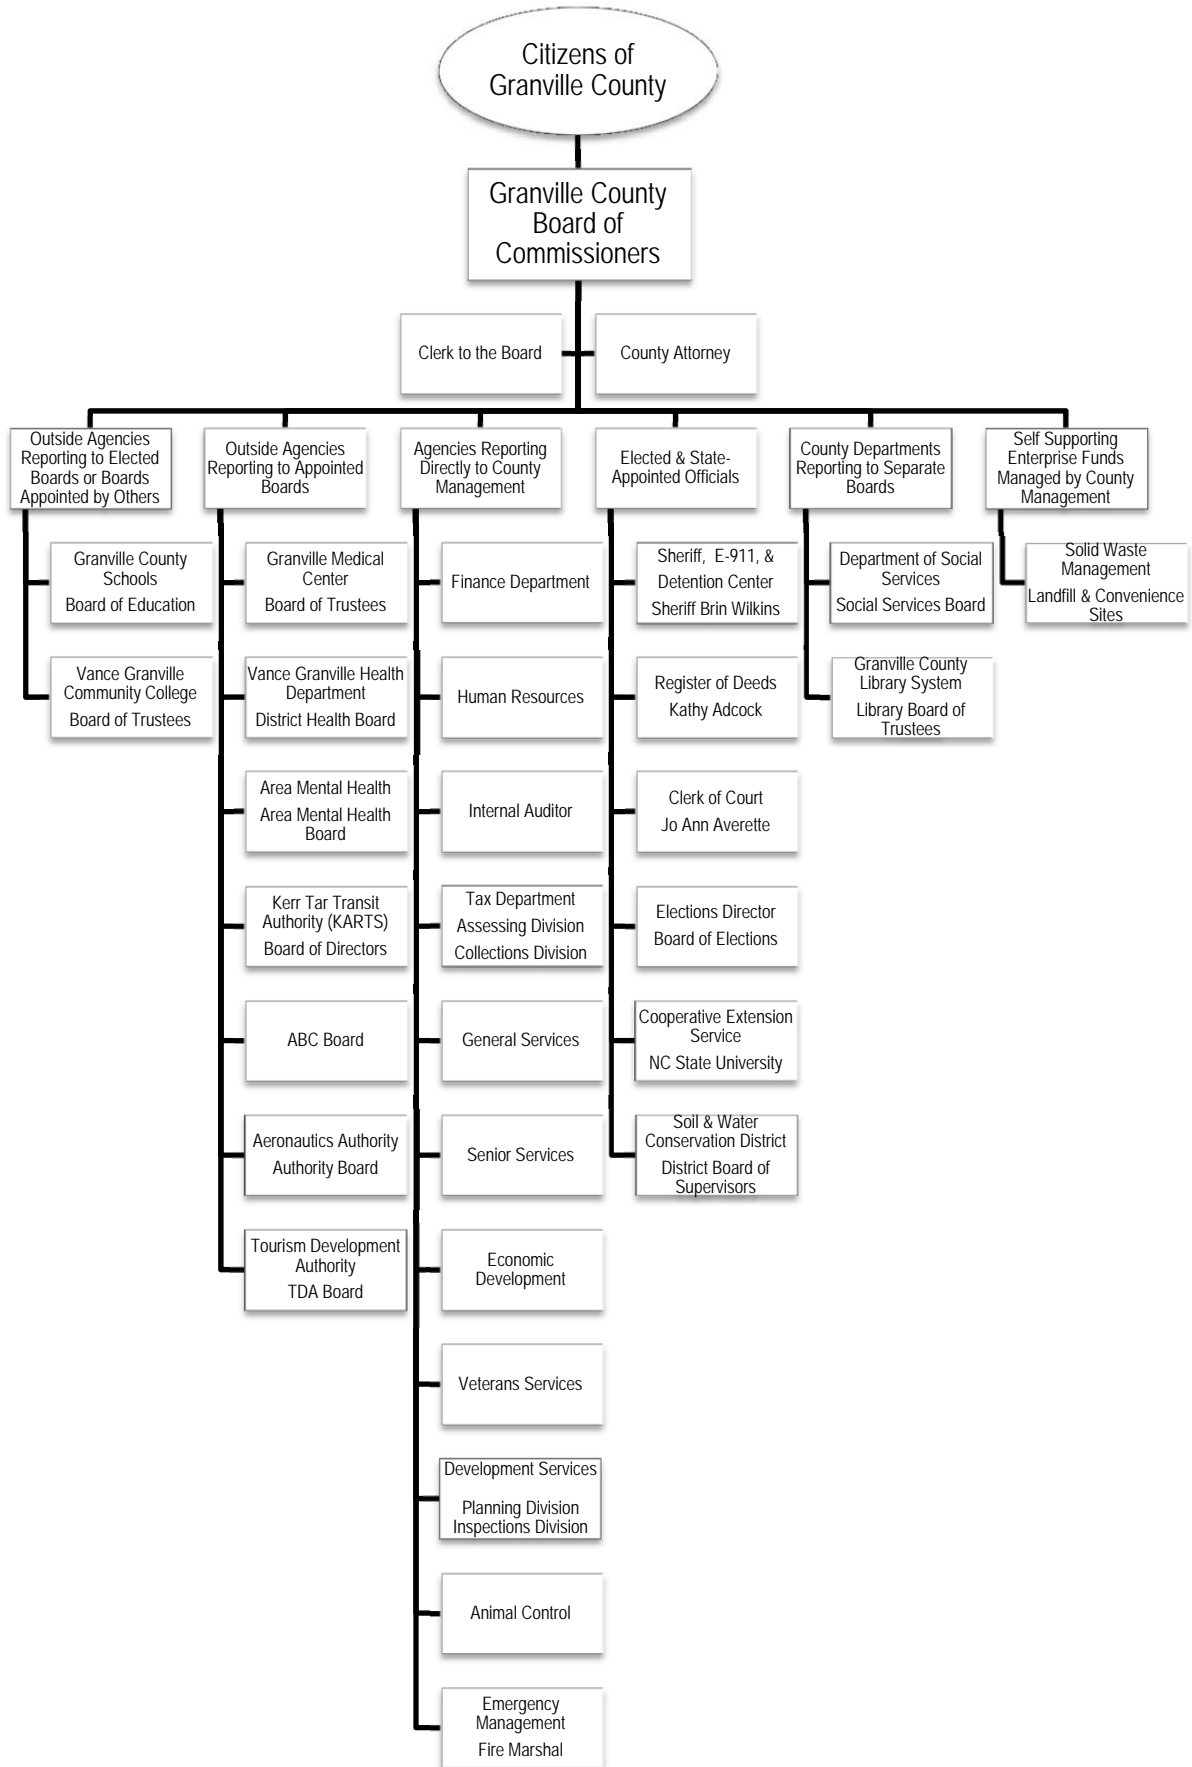 Citizens of
Granville County
Granville County
Board of
Commissioners
Clerk to the Board
County Attorney
Outside Agencies
Reporting to Elected
Boards or Boards
Appointed by Others
Outside Agencies
Reporting to Appointed
Boards
Agencies Reporting
Directly to County
Management
Elected & State-
Appointed Officials
County Departments
Reporting to Separate
Boards
Self Supporting
Enterprise Funds
Managed by County
Management
Granville County
Schools
Board of Education
Vance Granville
Community College
Board of Trustees
Granville Medical
Center
Board of Trustees
Vance Granville Health
Department
District Health Board
Area Mental Health
Area Mental Health
Board
Kerr Tar Transit
Authority (KARTS)
Board of Directors
ABC Board
Aeronautics Authority
Authority Board
Tourism Development
Authority
TDA Board
Finance Department
Human Resources
Internal Auditor
Tax Department
Assessing Division
Collections Division
General Services
Senior Services
Economic
Development
Veterans Services
Development Services
Planning Division
Inspections Division
Animal Control
Emergency
Management
Fire Marshal
Sheriff, E-911, &
Detention Center
Sheriff Brin Wilkins
Register of Deeds
Kathy Adcock
Clerk of Court
Jo Ann Averette
Elections Director
Board of Elections
Cooperative Extension
Service
NC State University
Soil & Water
Conservation District
District Board of
Supervisors
Department of Social
Services
Social Services Board
Granville County
Library System
Library Board of
Trustees
Solid Waste
Management
Landfill & Convenience
Sites